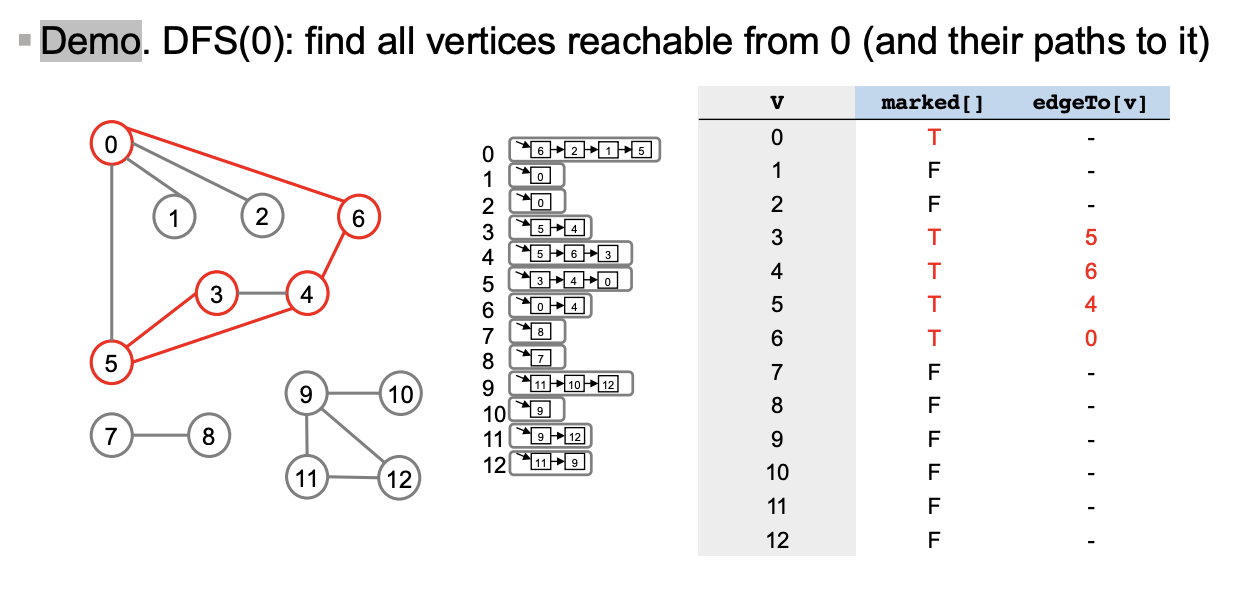 Demo. DFS(0): find all vertices reachable from 0 (and their paths to it)
0
1
2
6
3
4
5
7
8
9
10
11
12
0 6 2 1 5
1 0
2 0
3 5 4
4 5 6 3
5 3 4 0
6 0 4
7 8
8 7
9 11 10 12
10 9
11 9 12
12 11 9
V marked[] edgeTo[v]
0 T -
1 F -
2 F -
3 T 5
4 T 6
5 T 4
6 T 0
7 F -
8 F -
9 F -
10 F -
11 F -
12 F -